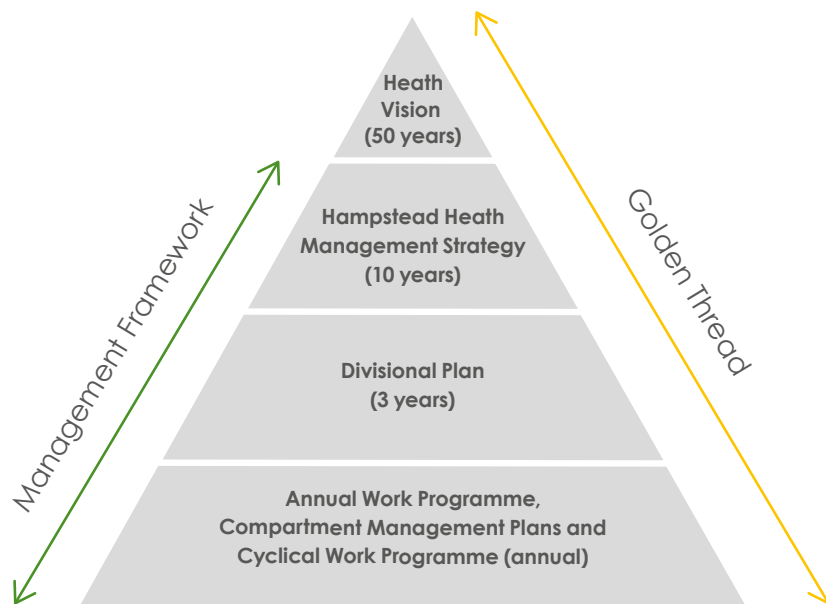 Heath
Vision
(50 years)
Hampstead Heath
Management Strategy
(10 years)
Divisional Plan
(3 years)
Annual Work Programme,
Compartment Management Plans and
Cyclical Work Programme (annual)
Management Framework
Golden Thread